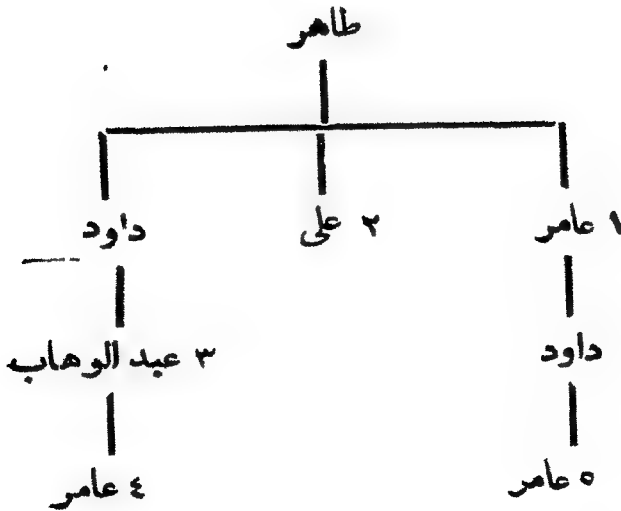 طاهر
١ عامر ٢ على داود
داود ٣ عبد الوهاب
٥ عامر ٤ عامر